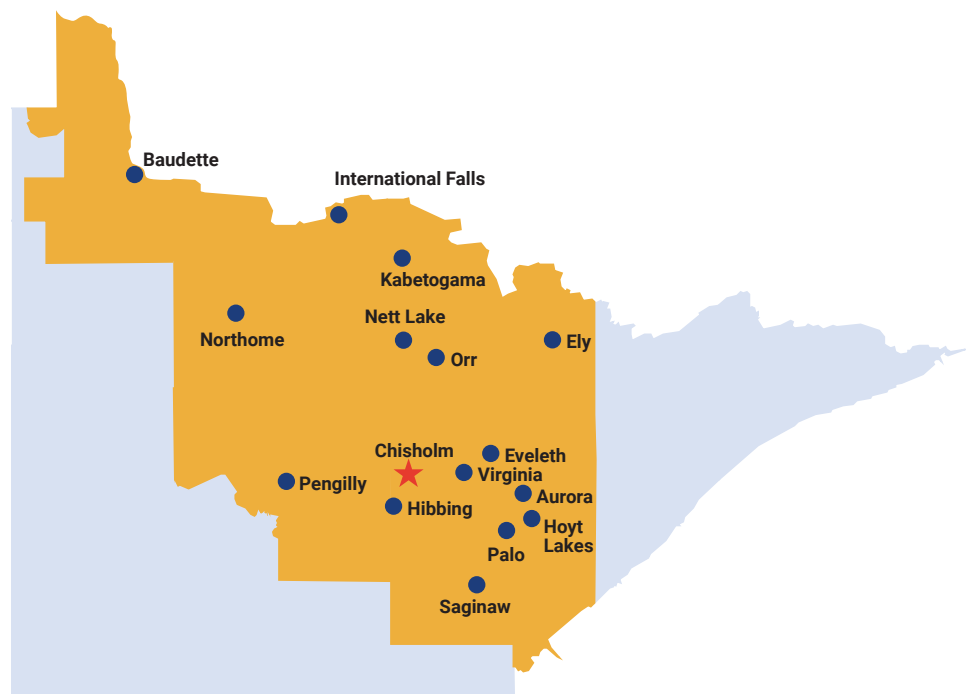 Baudette
International Falls
Kabetogama
Northome
Nett Lake
Orr
Ely
Chisholm
Eveleth
Virginia
Pengilly
Aurora
Hibbing
Hoyt
Lakes
Palo
Saginaw